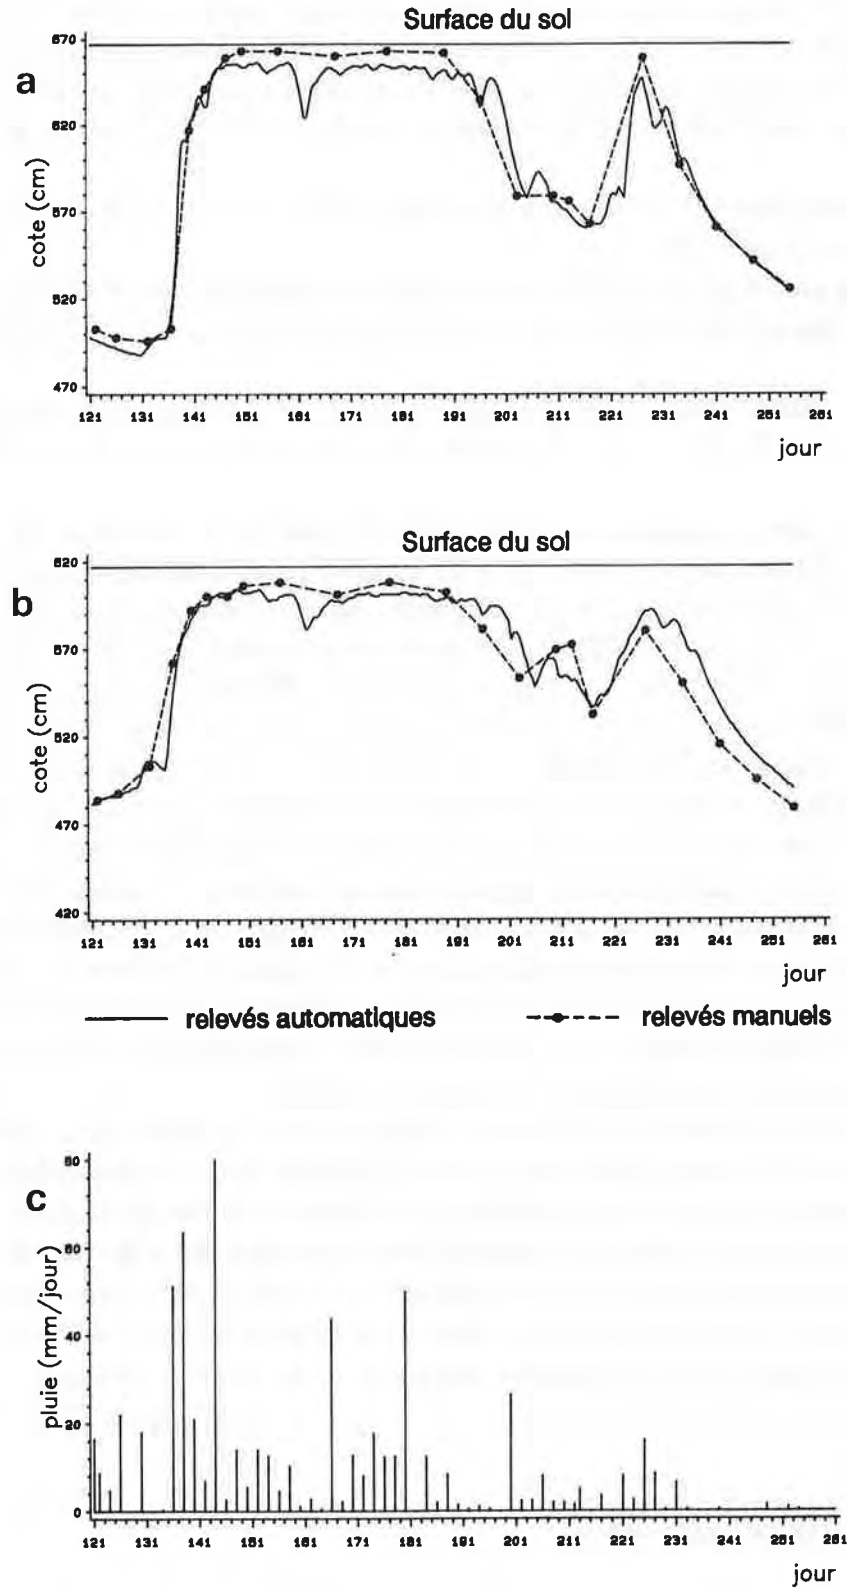 Surface du sol
a
cote (cm)
670
620
570
520
470
121 131 141 151 161 171 181 191 201 211 221 231 241 251 261
jour
Surface du sol
b
cote (cm)
620
570
520
470
420
121 131 141 151 161 171 181 191 201 211 221 231 241 251 261
jour
relevés automatiques
relevés manuels
c
pluie (mm/jour)
80
60
40
20
0
121 131 141 151 161 171 181 191 201 211 221 231 241 251 261
jour